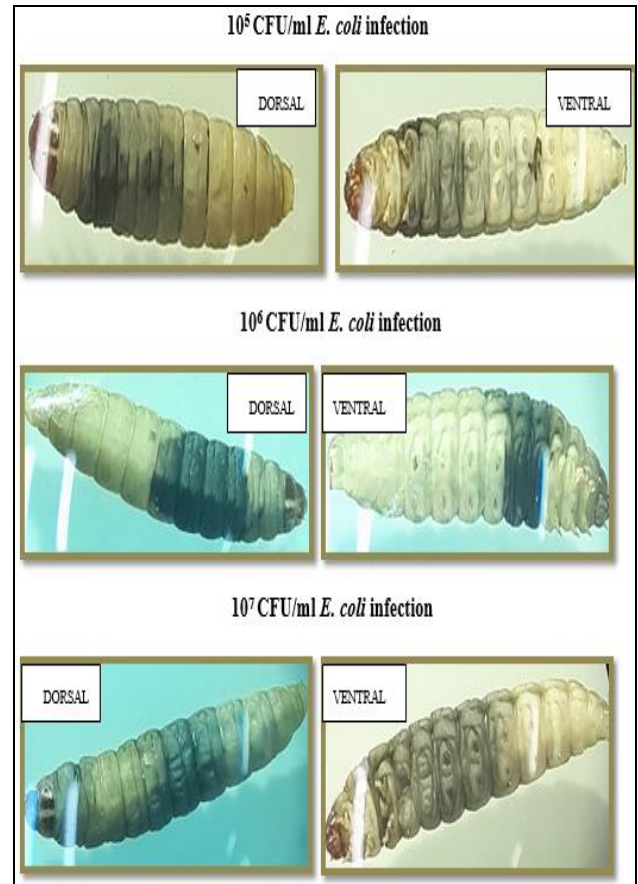 10⁵ CFU/ml E. coli infection
DORSAL
VENTRAL
10⁶ CFU/ml E. coli infection
DORSAL
VENTRAL
10⁷ CFU/ml E. coli infection
DORSAL
VENTRAL